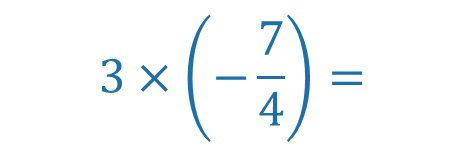 3 × (− 7/4) =